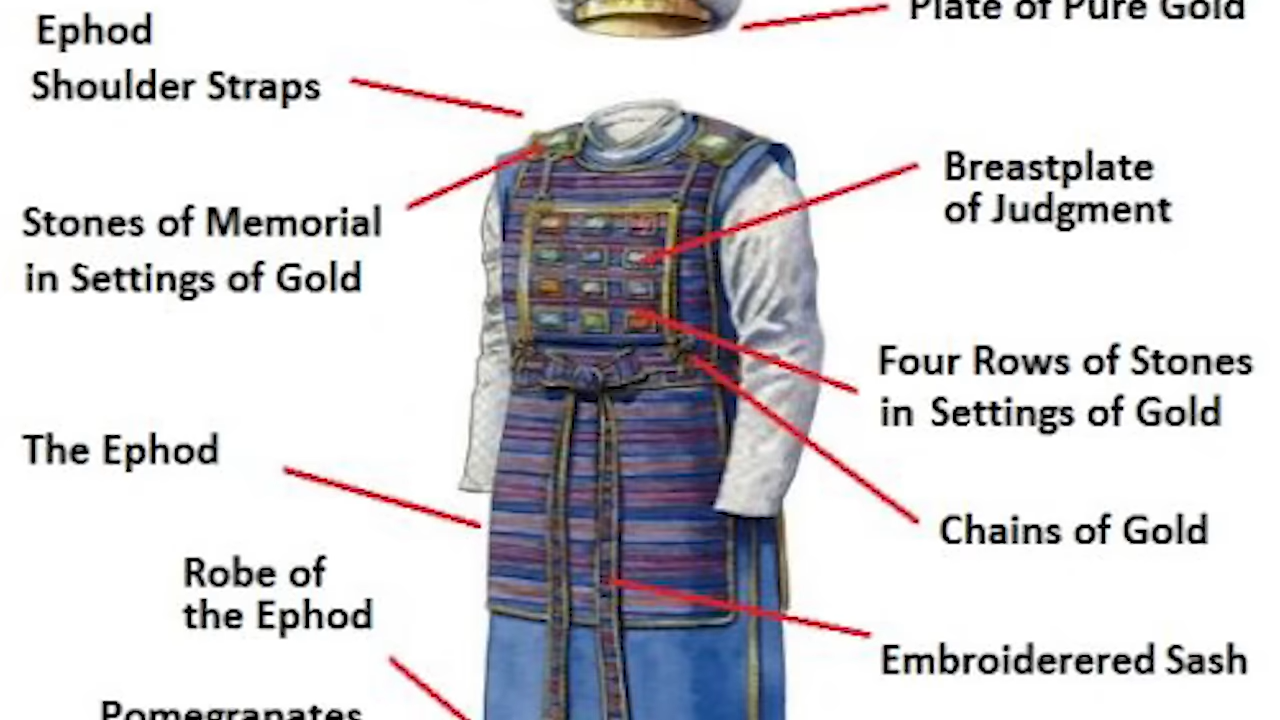 Plate of Pure Gold
Ephod
Shoulder Straps
Breastplate
of Judgment
Stones of Memorial
in Settings of Gold
Four Rows of Stones
in Settings of Gold
The Ephod
Chains of Gold
Robe of
the Ephod
Embroiderered Sash
Pomegranates